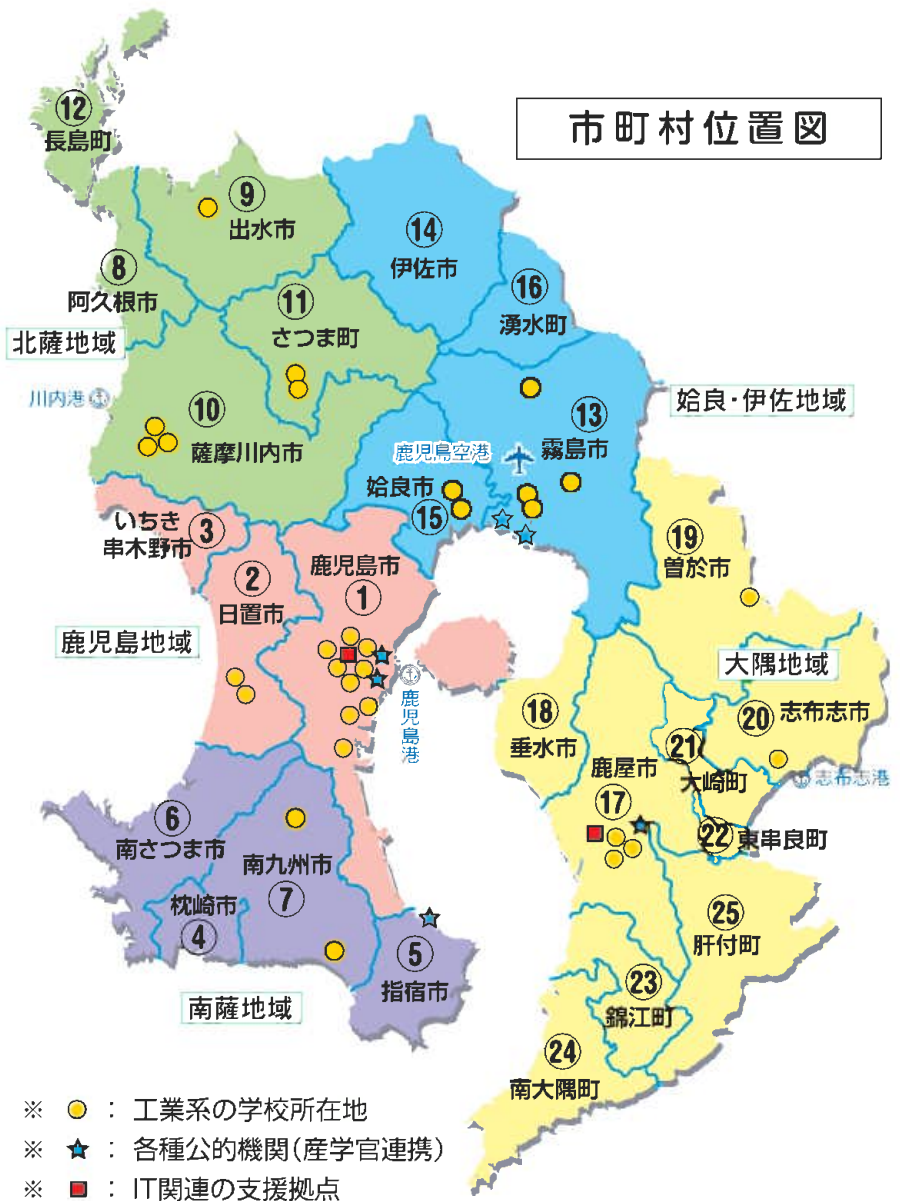 市町村位置図
⑫
長島町
⑨
出水市
⑭
伊佐市
⑧
阿久根市
⑯
湧水町
⑪
さつま町
北薩地域
川内港
⑩
薩摩川内市
姶良・伊佐地域
⑬
霧島市
鹿児島空港
姶良市
⑮
いちき
串木野市
③
鹿児島市
①
②
日置市
⑲
曽於市
鹿児島地域
大隅地域
鹿児島港
⑱
垂水市
⑳
志布志市
㉑
大崎町
鹿屋市
⑰
志布志港
㉒
東串良町
⑥
南さつま市
南九州市
⑦
枕崎市
④
⑤
指宿市
㉕
肝付町
南薩地域
㉓
錦江町
㉔
南大隅町
※ : 工業系の学校所在地
※ ★ : 各種公的機関(産学官連携)
※ ■ : IT関連の支援拠点